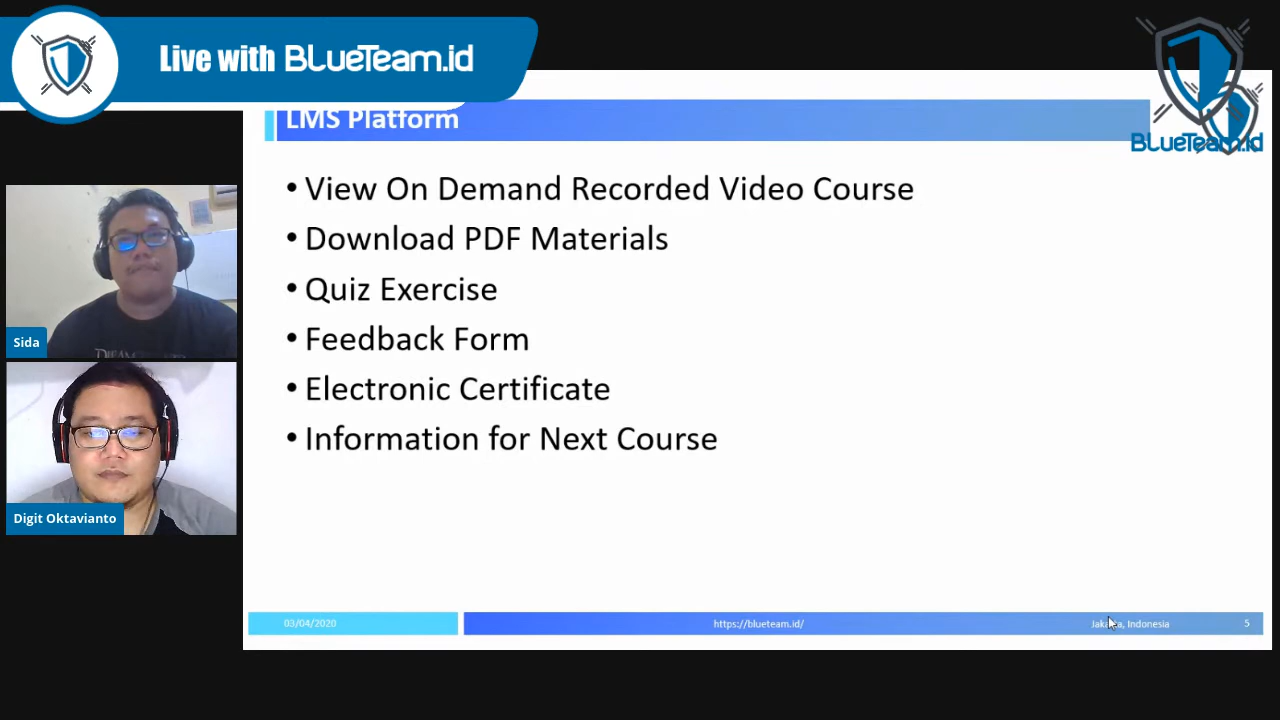 Live with BLueTeam.id
BLueTeam.id
LMS Platform
• View On Demand Recorded Video Course
• Download PDF Materials
• Quiz Exercise
• Feedback Form
• Electronic Certificate
• Information for Next Course
Sida
Digit Oktavianto
03/04/2020
https://blueteam.id/
Jakarta, Indonesia
5